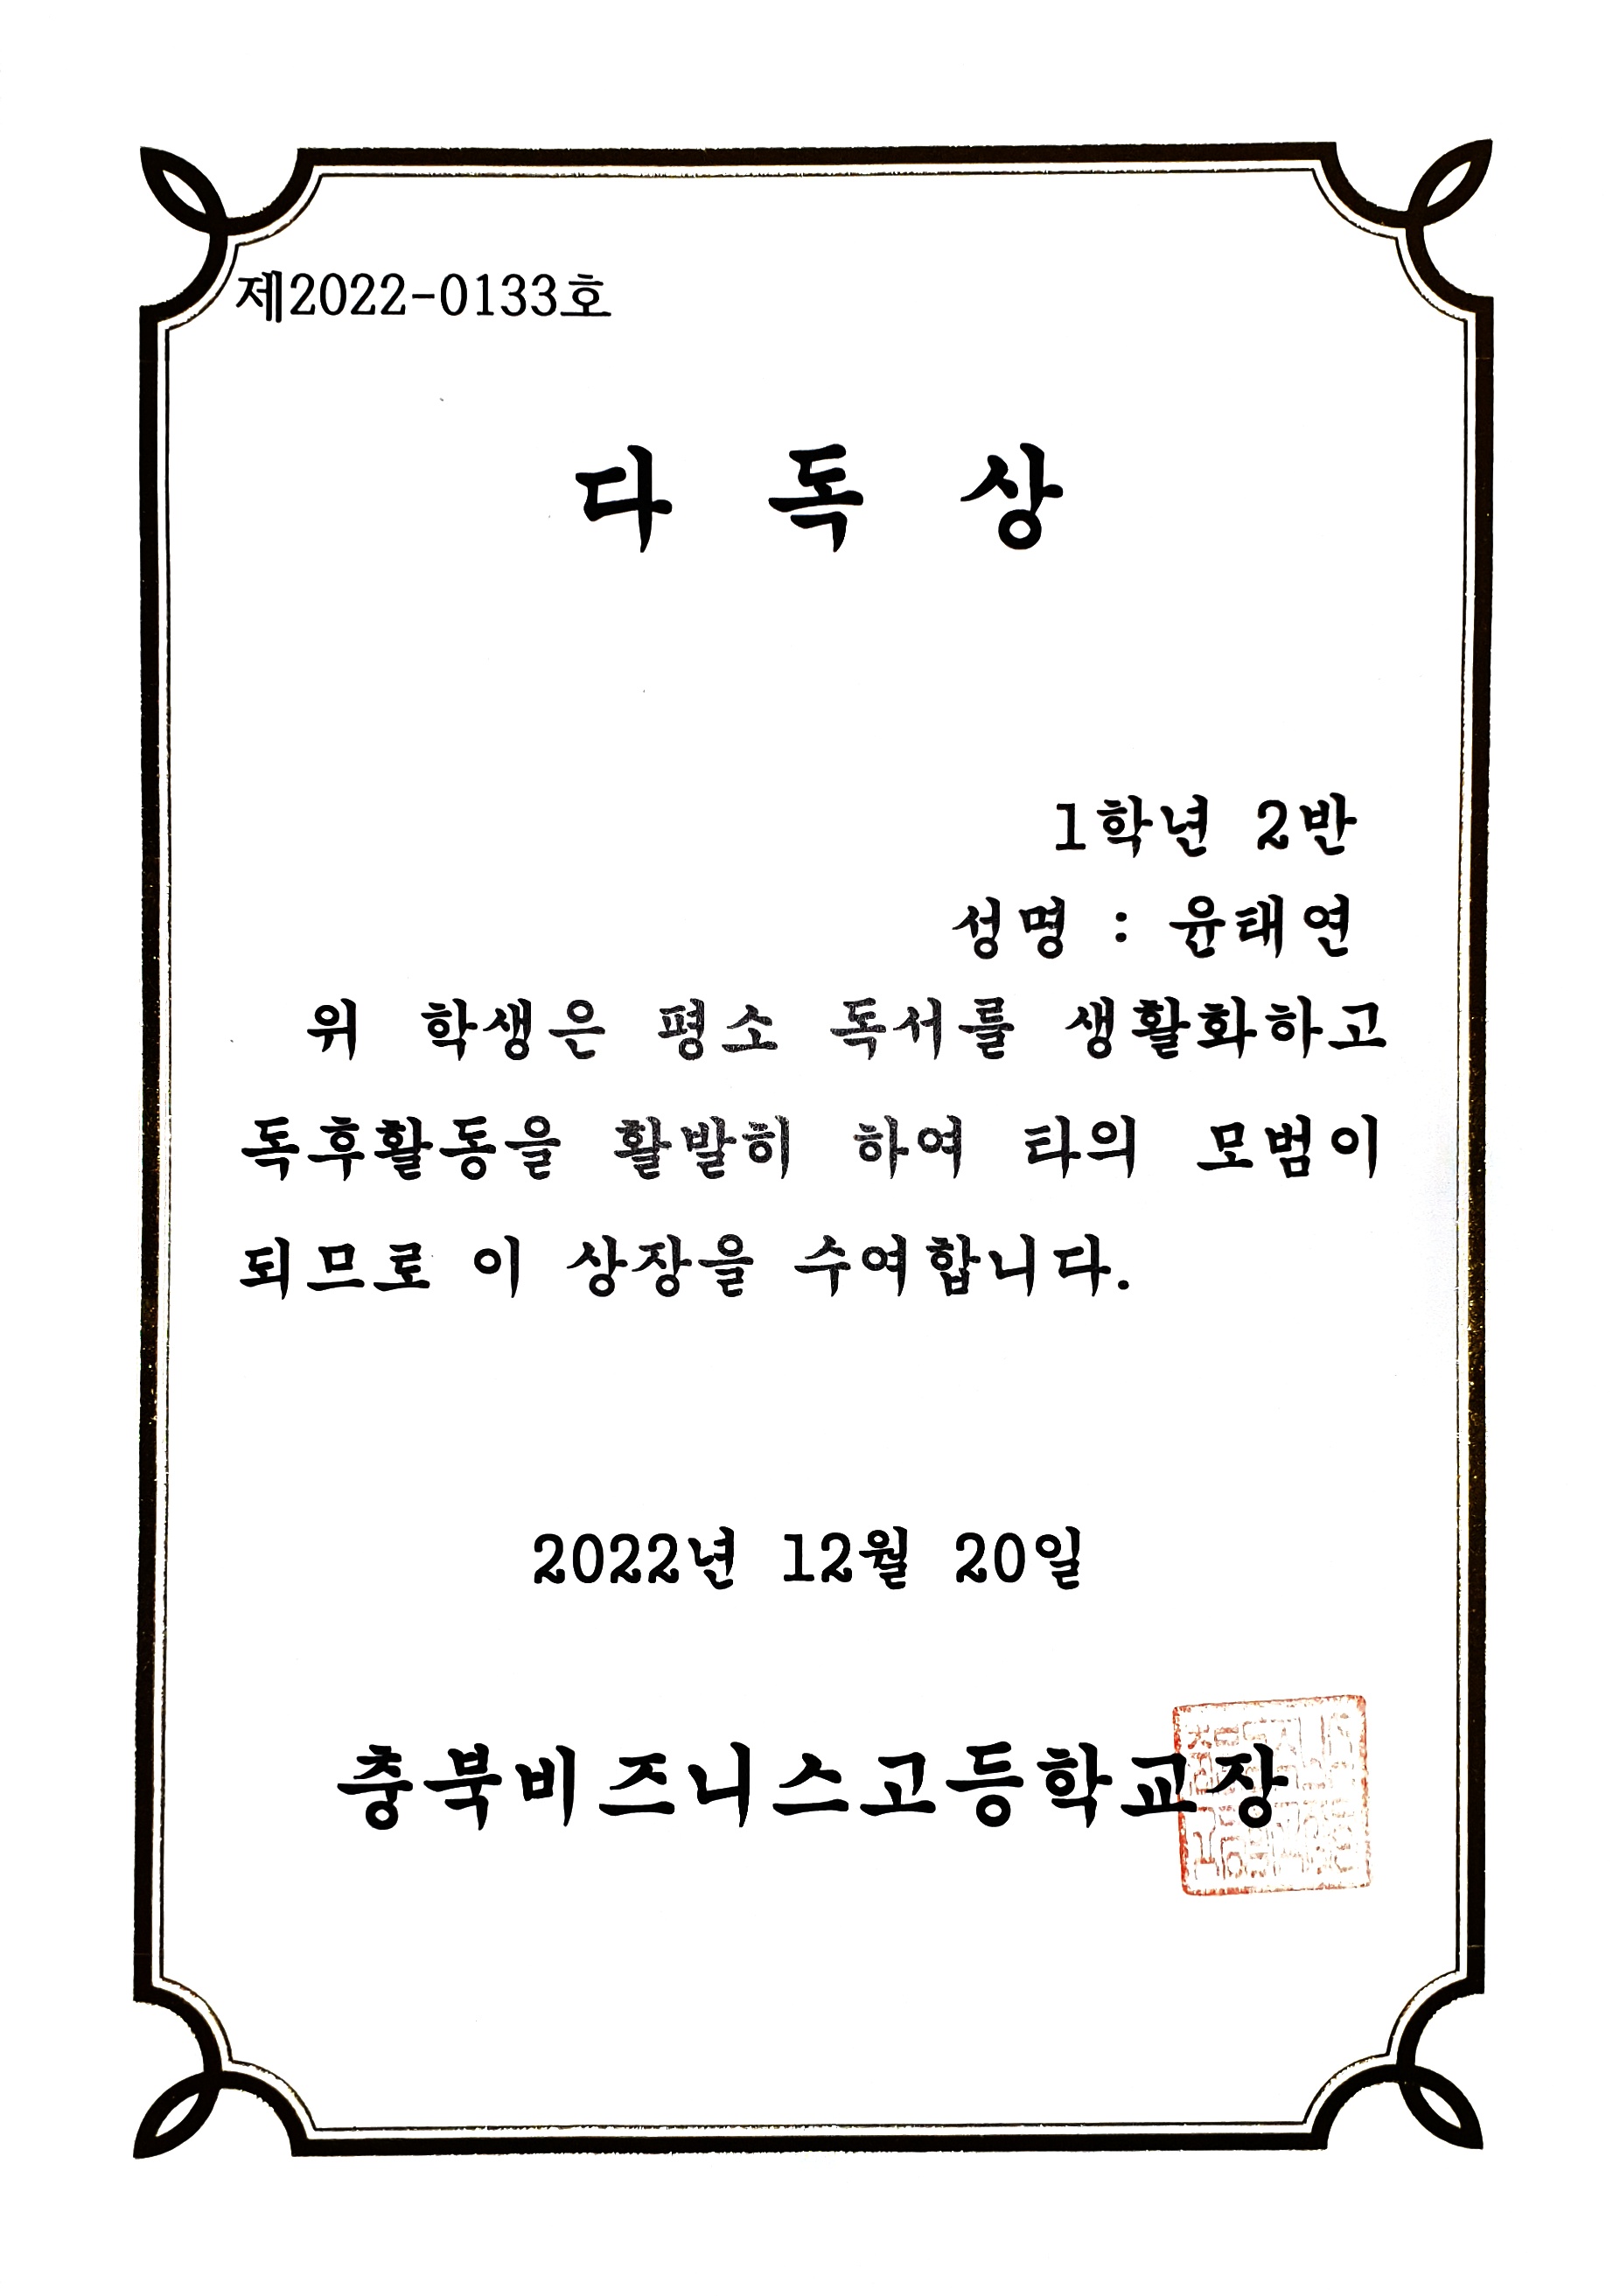 제2022-0133호
다 독 상
1학년 2반
성명 : 윤태연
위 학생은 평소 독서를 생활화하고
독후활동을 활발히 하여 타의 모범이
되므로 이 상장을 수여합니다.
2022년 12월 20일
충북비즈니스고등학교장